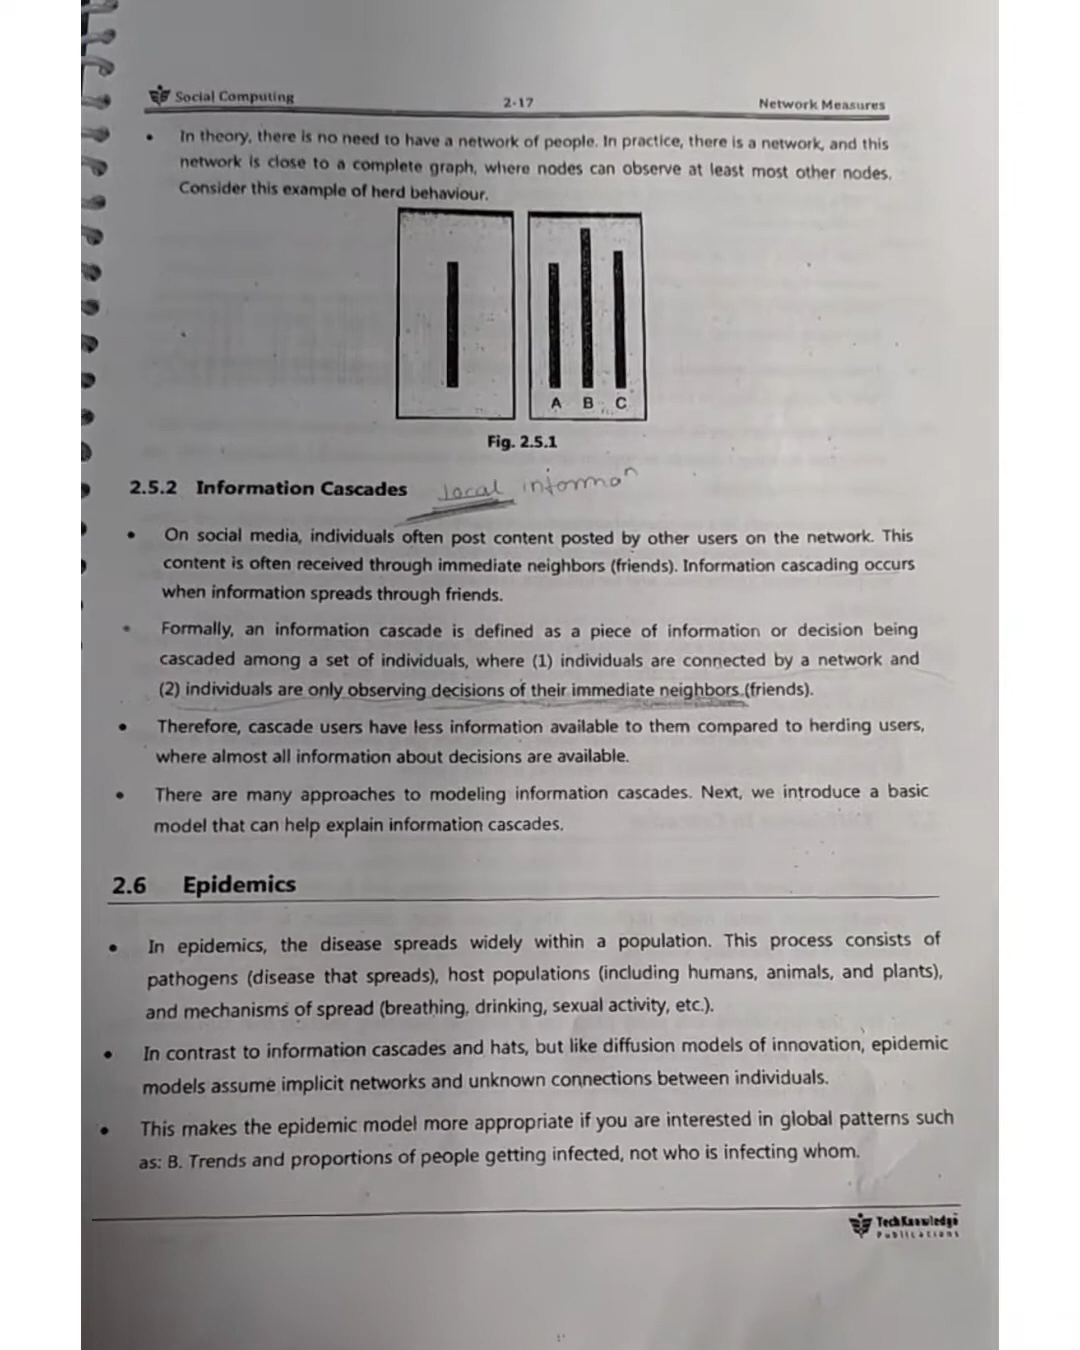 Social Computing 2-17 Network Measures
• In theory, there is no need to have a network of people. In practice, there is a network, and this
network is close to a complete graph, where nodes can observe at least most other nodes.
Consider this example of herd behaviour.
A B C
Fig. 2.5.1
2.5.2 Information Cascades local informan
• On social media, individuals often post content posted by other users on the network. This
content is often received through immediate neighbors (friends). Information cascading occurs
when information spreads through friends.
• Formally, an information cascade is defined as a piece of information or decision being
cascaded among a set of individuals, where (1) individuals are connected by a network and
(2) individuals are only observing decisions of their immediate neighbors (friends).
• Therefore, cascade users have less information available to them compared to herding users,
where almost all information about decisions are available.
• There are many approaches to modeling information cascades. Next, we introduce a basic
model that can help explain information cascades.
2.6 Epidemics
• In epidemics, the disease spreads widely within a population. This process consists of
pathogens (disease that spreads), host populations (including humans, animals, and plants),
and mechanisms of spread (breathing, drinking, sexual activity, etc.).
• In contrast to information cascades and hats, but like diffusion models of innovation, epidemic
models assume implicit networks and unknown connections between individuals.
• This makes the epidemic model more appropriate if you are interested in global patterns such
as: B. Trends and proportions of people getting infected, not who is infecting whom.
TechKnowledge
Publications